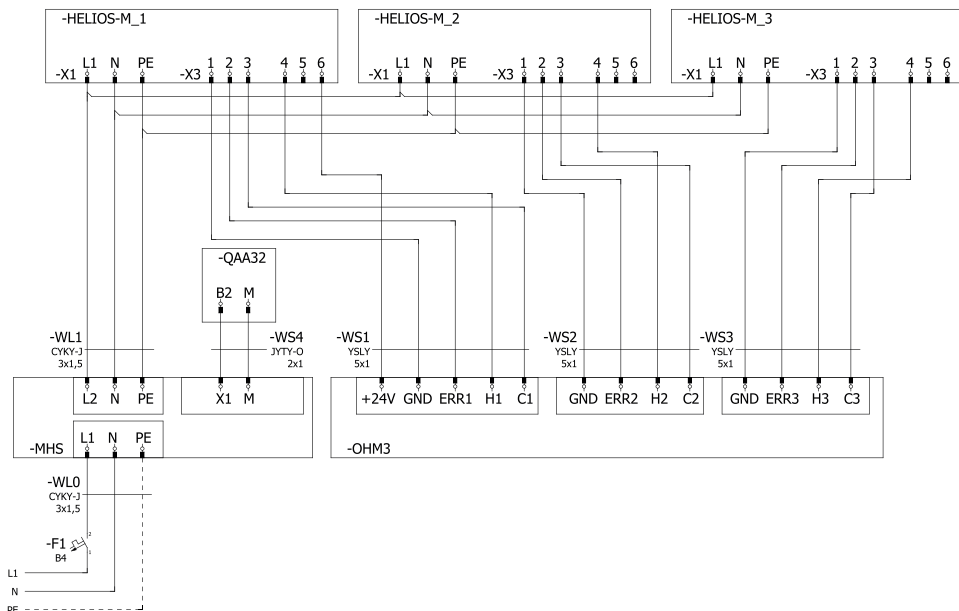 -HELIOS-M_1
-HELIOS-M_2
-HELIOS-M_3
-X1 L1 N PE -X3 1 2 3 4 5 6
-X1 L1 N PE -X3 1 2 3 4 5 6
-X1 L1 N PE -X3 1 2 3 4 5 6
-QAA32
B2 M
-WL1
CYKY-J
3x1,5
-WS4
JYTY-O
2x1
-WS1
YSLY
5x1
-WS2
YSLY
5x1
-WS3
YSLY
5x1
L2 N PE
X1 M
+24V GND ERR1 H1 C1
GND ERR2 H2 C2
GND ERR3 H3 C3
L1 N PE
-MHS
-OHM3
-WL0
CYKY-J
3x1,5
2
-F1
B4
1
L1
N
PE